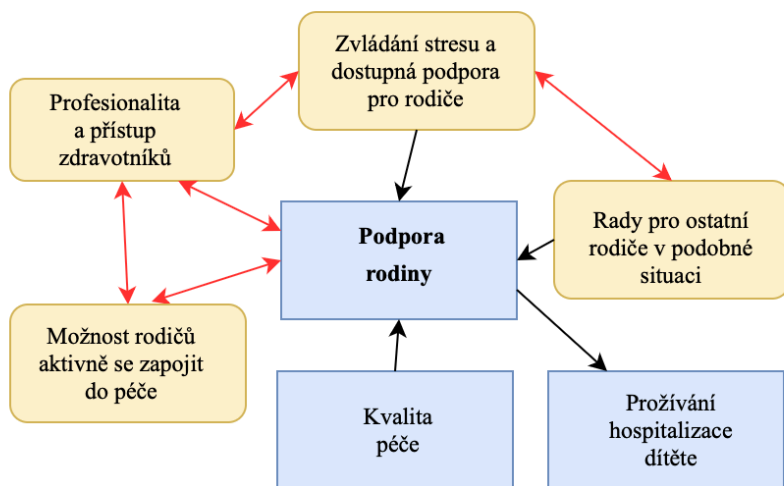 Zvládání stresu a
dostupná podpora
pro rodiče
Profesionalita
a přístup
zdravotníků
Podpora
rodiny
Rady pro ostatní
rodiče v podobné
situaci
Možnost rodičů
aktivně se zapojit
do péče
Kvalita
péče
Prožívání
hospitalizace
dítěte